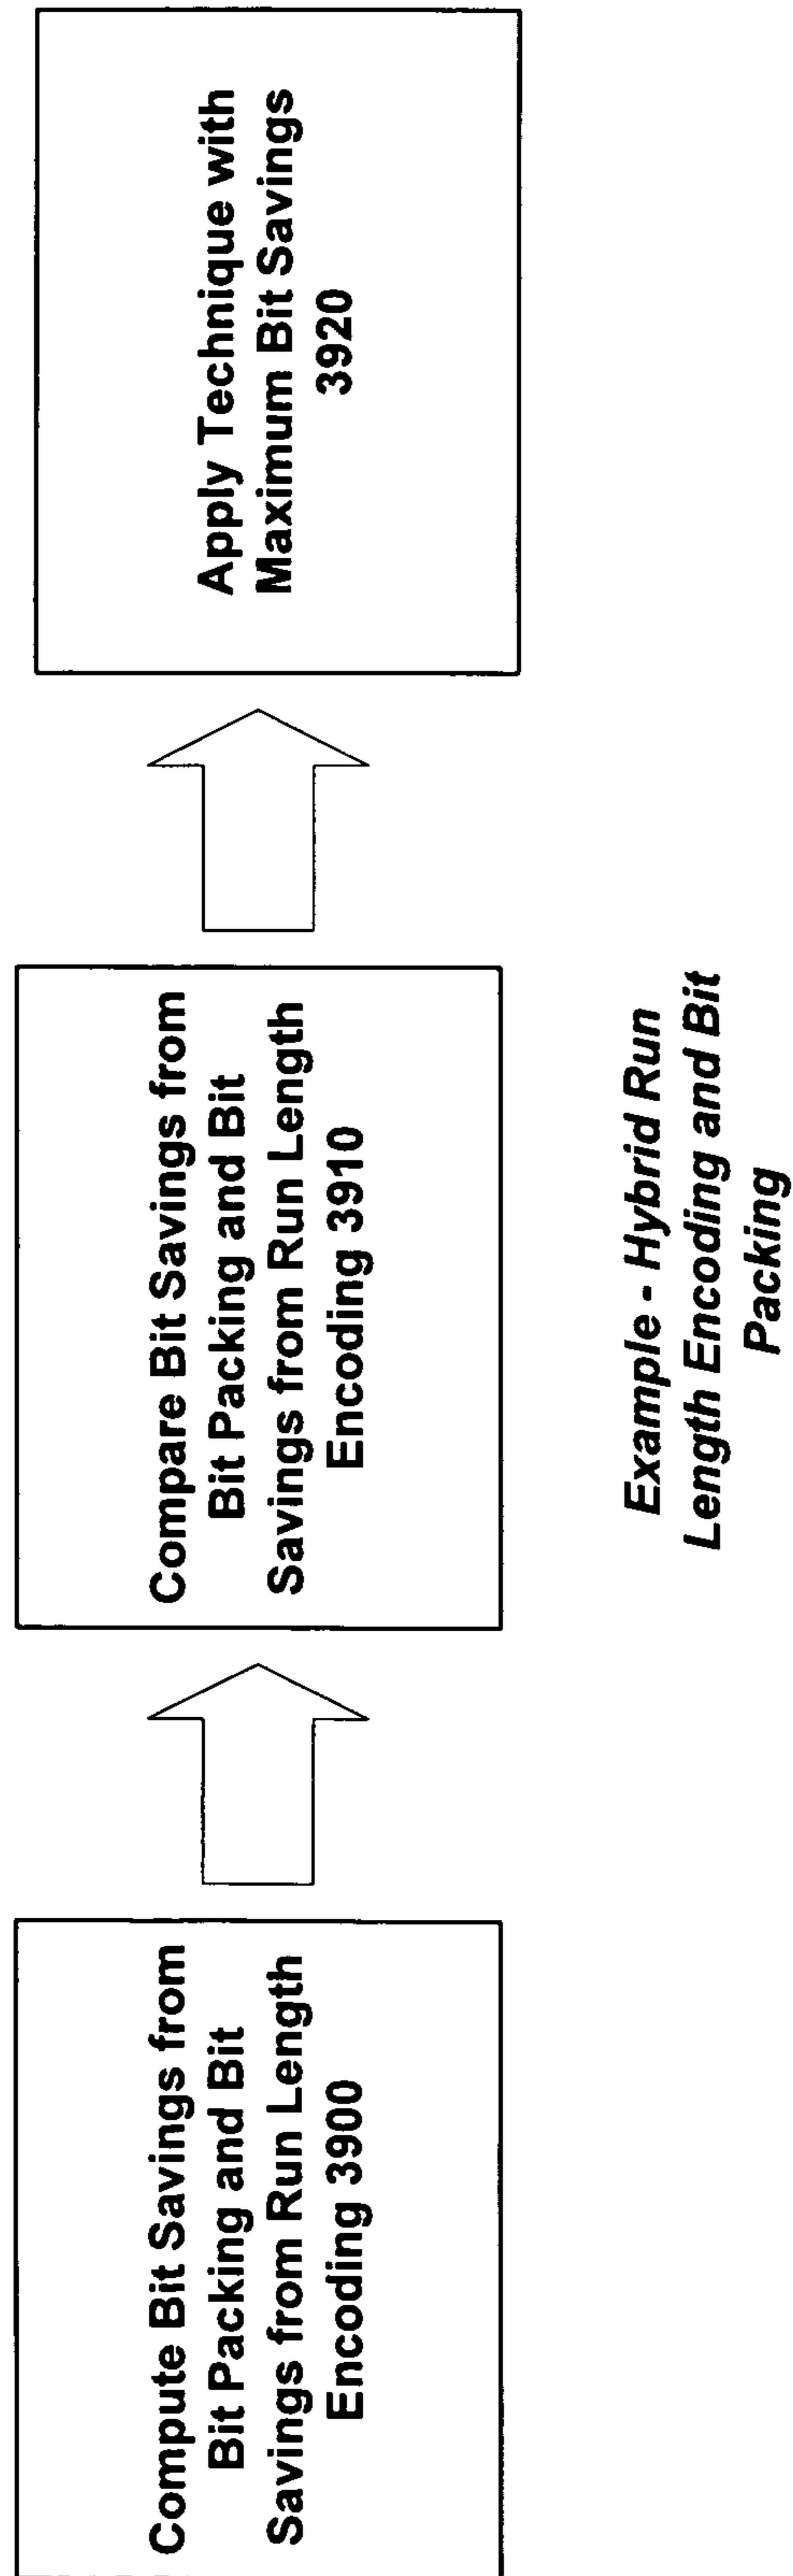 Compute Bit Savings from
Bit Packing and Bit
Savings from Run Length
Encoding 3900
Compare Bit Savings from
Bit Packing and Bit
Savings from Run Length
Encoding 3910
Apply Technique with
Maximum Bit Savings
3920
Example - Hybrid Run
Length Encoding and Bit
Packing